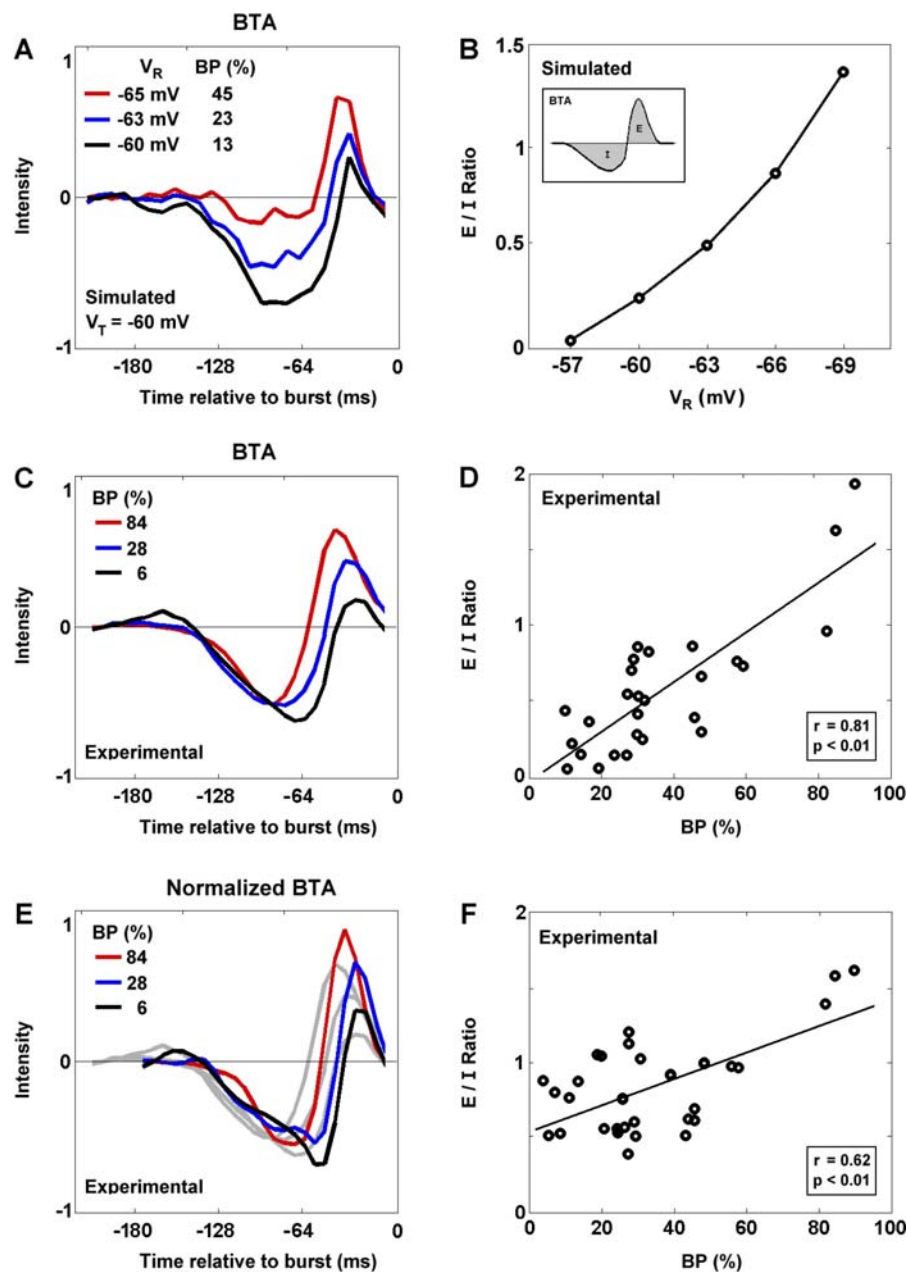 BTA
A
1
V_R BP (%)
-65 mV 45
-63 mV 23
-60 mV 13
Intensity
0
Simulated
V_T = -60 mV
-1
-180 -128 -64 0
Time relative to burst (ms)
B
1.5
Simulated
BTA
E
I
E / I Ratio
1
0.5
0
-57 -60 -63 -66 -69
V_R (mV)
BTA
C
1
BP (%)
84
28
6
Intensity
0
Experimental
-1
-180 -128 -64 0
Time relative to burst (ms)
D
2
Experimental
E / I Ratio
1
r = 0.81
p < 0.01
0
0 20 40 60 80 100
BP (%)
Normalized BTA
E
1
BP (%)
84
28
6
Intensity
0
Experimental
-1
-180 -128 -64 0
Time relative to burst (ms)
F
2
Experimental
E / I Ratio
1
r = 0.62
p < 0.01
0
0 20 40 60 80 100
BP (%)